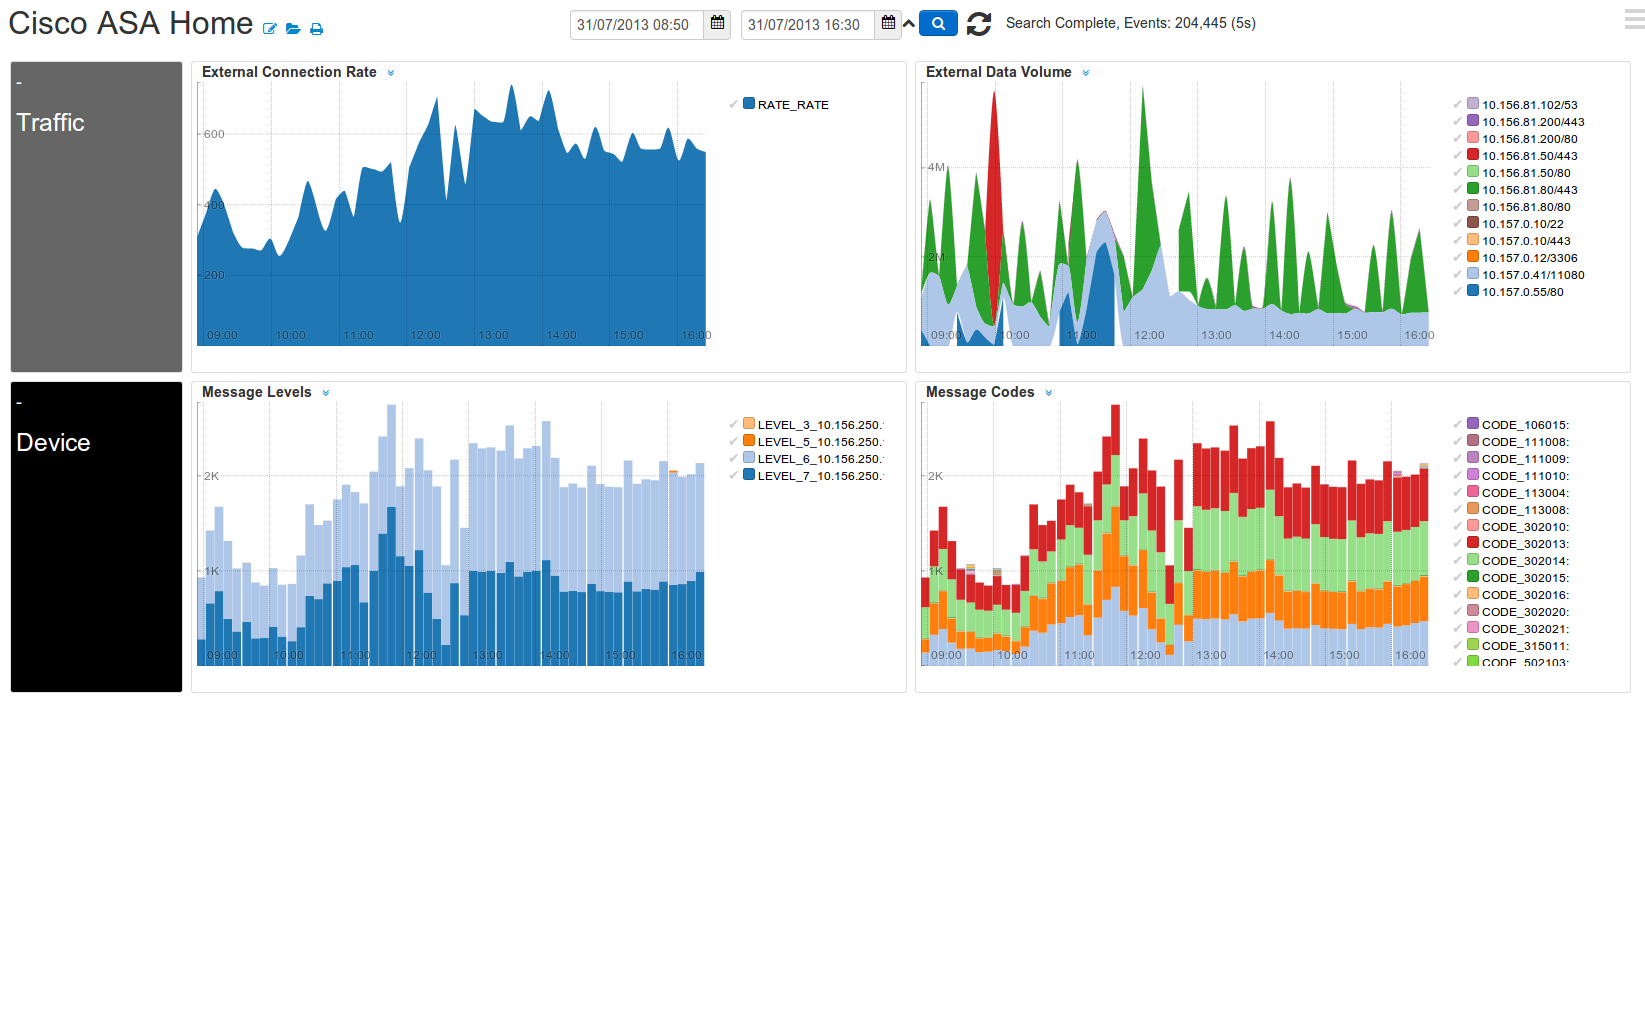 Cisco ASA Home
31/07/2013 08:50
31/07/2013 16:30
Search Complete, Events: 204,445 (5s)
-
Traffic
External Connection Rate
600
400
200
09:00 10:00 11:00 12:00 13:00 14:00 15:00 16:00
RATE_RATE
External Data Volume
4M
2M
09:00 10:00 11:00 12:00 13:00 14:00 15:00 16:00
10.156.81.102/53
10.156.81.200/443
10.156.81.200/80
10.156.81.50/443
10.156.81.50/80
10.156.81.80/443
10.156.81.80/80
10.157.0.10/22
10.157.0.10/443
10.157.0.12/3306
10.157.0.41/11080
10.157.0.55/80
-
Device
Message Levels
2K
1K
09:00 10:00 11:00 12:00 13:00 14:00 15:00 16:00
LEVEL_3_10.156.250.
LEVEL_5_10.156.250.
LEVEL_6_10.156.250.
LEVEL_7_10.156.250.
Message Codes
2K
1K
09:00 10:00 11:00 12:00 13:00 14:00 15:00 16:00
CODE_106015:
CODE_111008:
CODE_111009:
CODE_111010:
CODE_113004:
CODE_113008:
CODE_302010:
CODE_302013:
CODE_302014:
CODE_302015:
CODE_302016:
CODE_302020:
CODE_302021:
CODE_315011:
CODE_502103: